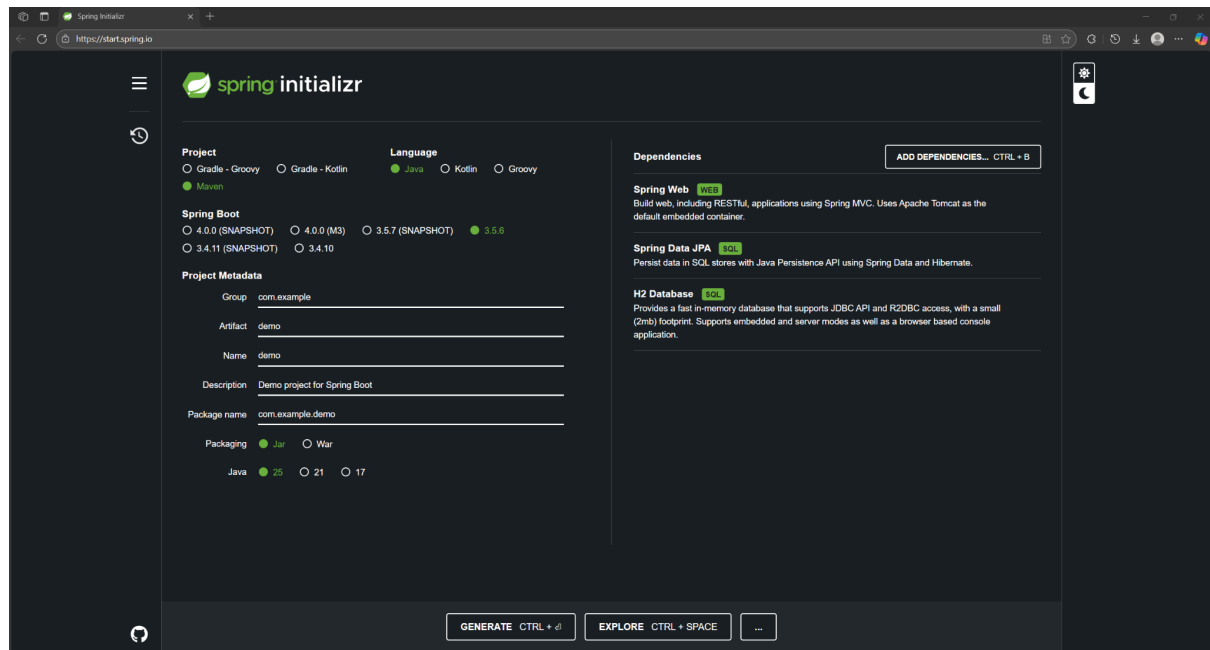 Spring Initializr
https://start.spring.io
spring initializr
Project
Gradle - Groovy Gradle - Kotlin
Maven
Language
Java Kotlin Groovy
Spring Boot
4.0.0 (SNAPSHOT) 4.0.0 (M3) 3.5.7 (SNAPSHOT) 3.5.6
3.4.11 (SNAPSHOT) 3.4.10
Project Metadata
Group com.example
Artifact demo
Name demo
Description Demo project for Spring Boot
Package name com.example.demo
Packaging Jar War
Java 25 21 17
Dependencies
ADD DEPENDENCIES... CTRL + B
Spring Web WEB
Build web, including RESTful, applications using Spring MVC. Uses Apache Tomcat as the
default embedded container.
Spring Data JPA SQL
Persist data in SQL stores with Java Persistence API using Spring Data and Hibernate.
H2 Database SQL
Provides a fast in-memory database that supports JDBC API and R2DBC access, with a small
(2mb) footprint. Supports embedded and server modes as well as a browser based console
application.
GENERATE CTRL + ⏎ EXPLORE CTRL + SPACE ...